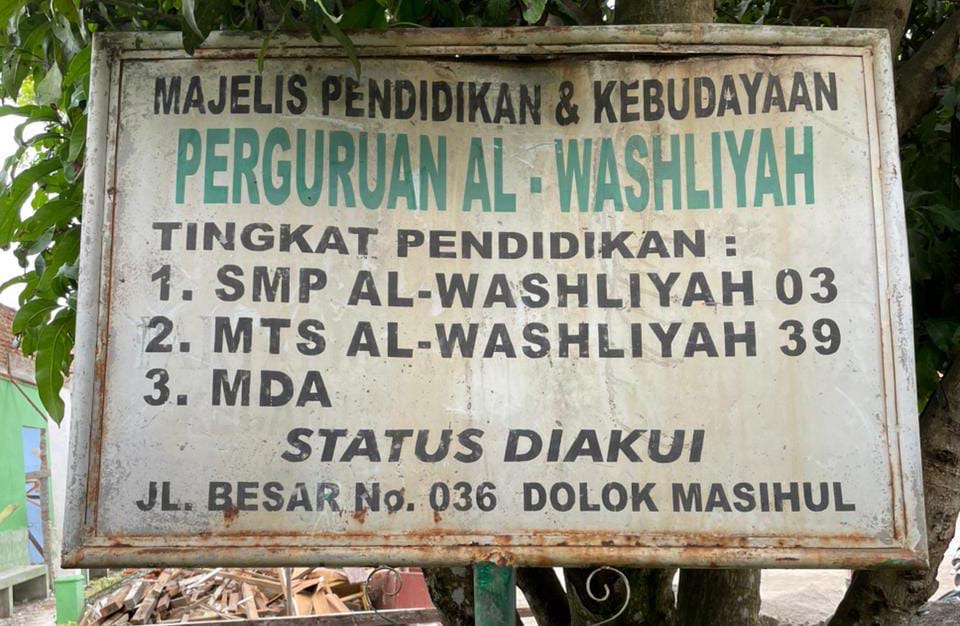 MAJELIS PENDIDIKAN & KEBUDAYAAN
PERGURUAN AL - WASHLIYAH
TINGKAT PENDIDIKAN :
1. SMP AL-WASHLIYAH 03
2. MTS AL-WASHLIYAH 39
3. MDA
STATUS DIAKUI
JL. BESAR No. 036 DOLOK MASIHUL